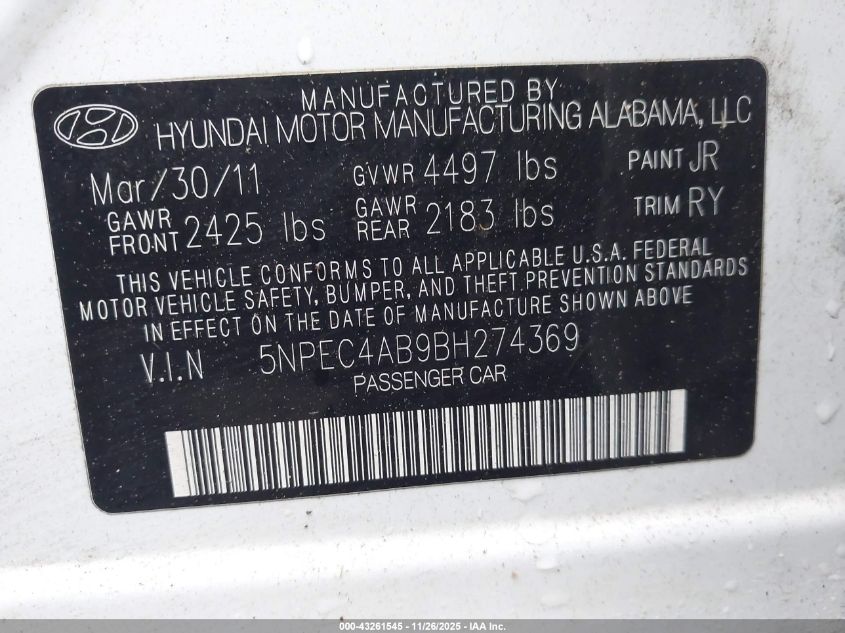 MANUFACTURED BY
HYUNDAI MOTOR MANUFACTURING ALABAMA, LLC
Mar/30/11 GVWR 4497 lbs PAINT JR
GAWR FRONT 2425 lbs GAWR REAR 2183 lbs TRIM RY
THIS VEHICLE CONFORMS TO ALL APPLICABLE U.S.A. FEDERAL
MOTOR VEHICLE SAFETY, BUMPER, AND THEFT PREVENTION STANDARDS
IN EFFECT ON THE DATE OF MANUFACTURE SHOWN ABOVE
V.I.N 5NPEC4AB9BH274369
PASSENGER CAR
000-43261545 - 11/26/2025 - IAA Inc.